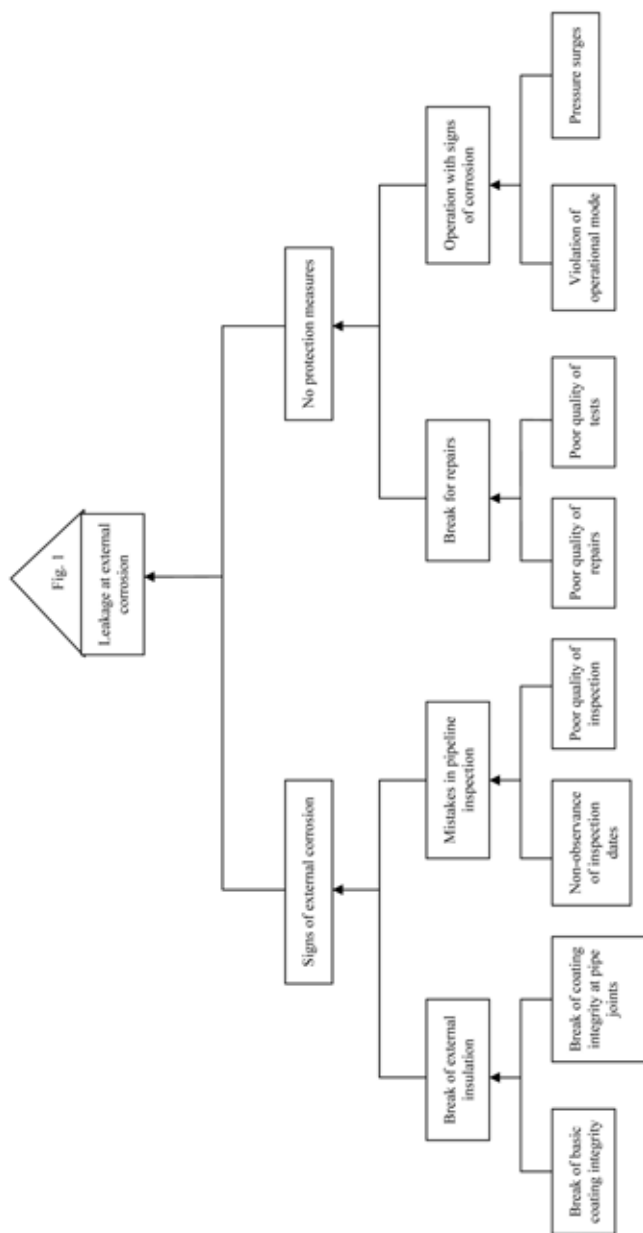 Fig. 1
Leakage at external
corrosion
Signs of external corrosion
No protection measures
Break of external
insulation
Mistakes in pipeline
inspection
Break for repairs
Operation with signs
of corrosion
Break of basic
coating integrity
Break of coating
integrity at pipe
joints
Non-observance
of inspection
dates
Poor quality of
inspection
Poor quality of
repairs
Poor quality of
tests
Violation of
operational mode
Pressure surges